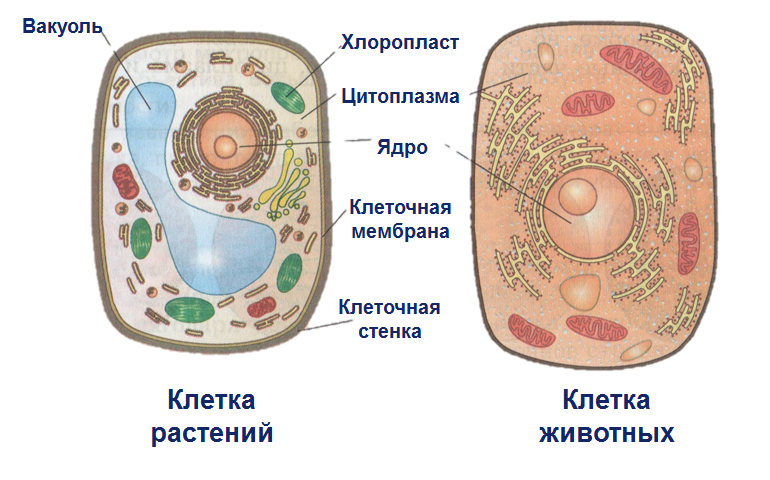 Вакуоль
Хлоропласт
Цитоплазма
Ядро
Клеточная
мембрана
Клеточная
стенка
Клетка
растений
Клетка
животных